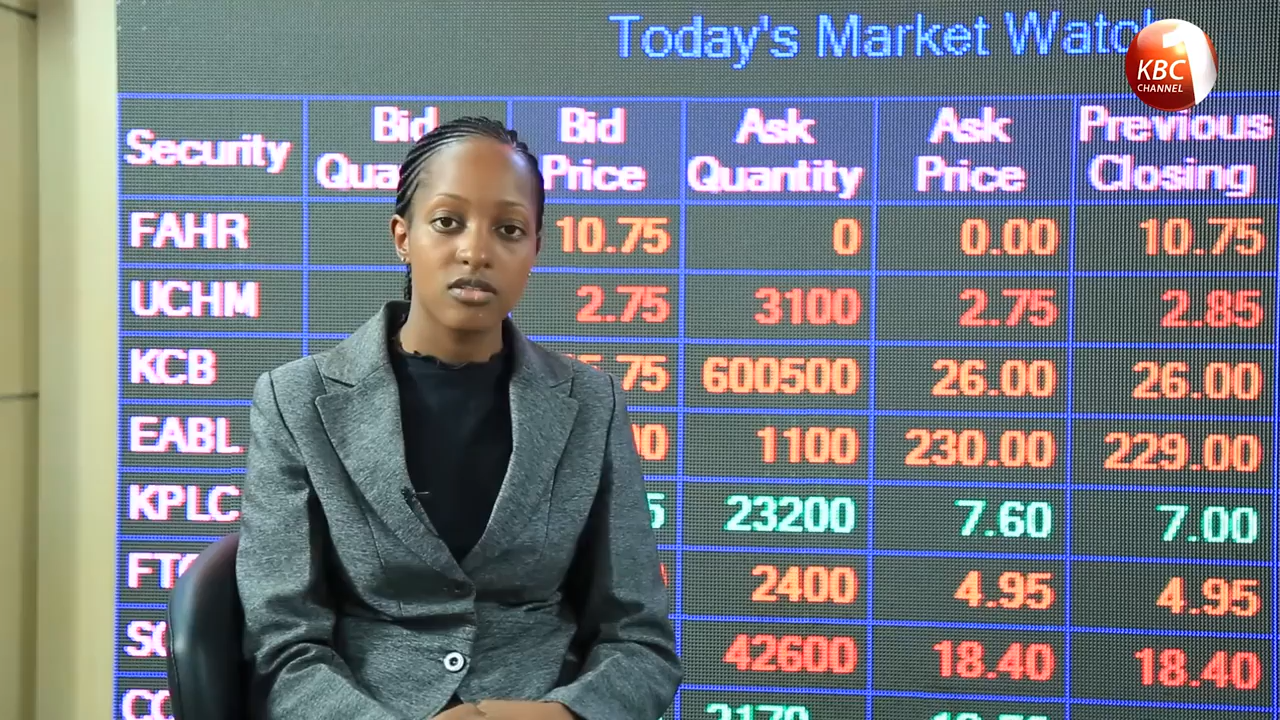 Today's Market Watch
KBC 1
CHANNEL
Security Bid Bid Price Ask Quantity Ask Price Previous Closing
FAHR 10.75 0 0.00 10.75
UCHM 2.75 3100 2.75 2.85
KCB 75 600500 26.00 26.00
EABL 1100 230.00 229.00
KPLC 23200 7.60 7.00
2400 4.95 4.95
42600 18.40 18.40